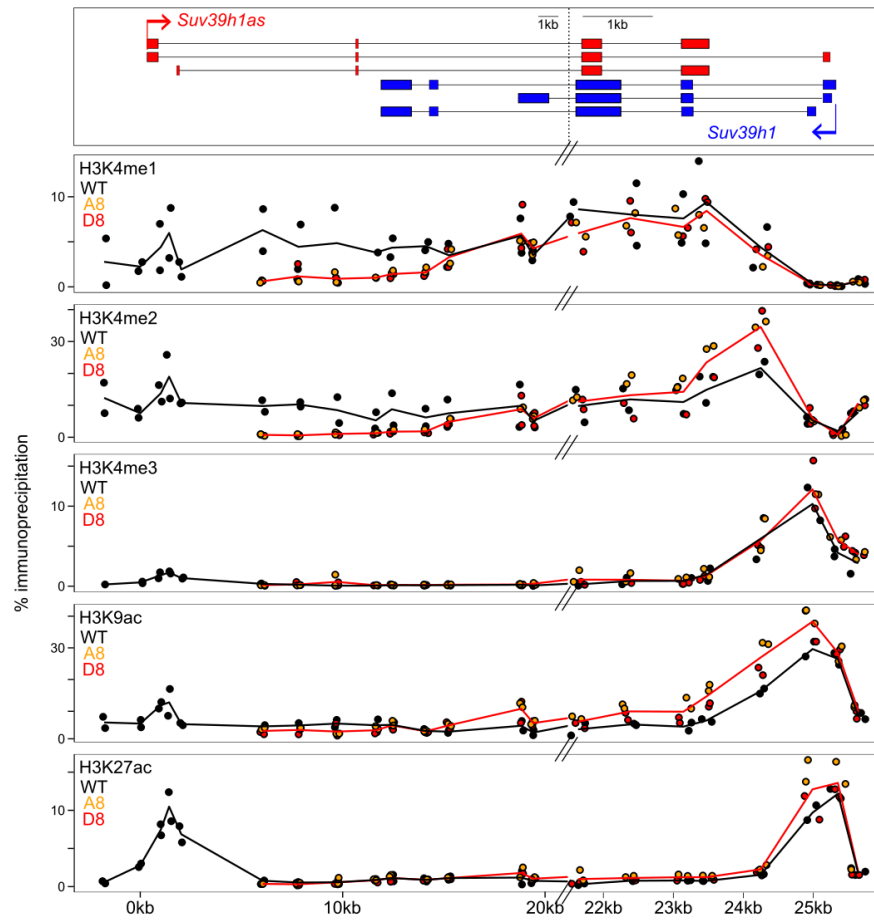 Suv39h1as
1kb
1kb
Suv39h1
H3K4me1
WT
A8
D8
10
0
H3K4me2
WT
A8
D8
30
0
H3K4me3
WT
A8
D8
10
0
H3K9ac
WT
A8
D8
30
0
H3K27ac
WT
A8
D8
10
0
% immunoprecipitation
0kb
10kb
20kb
22kb
23kb
24kb
25kb